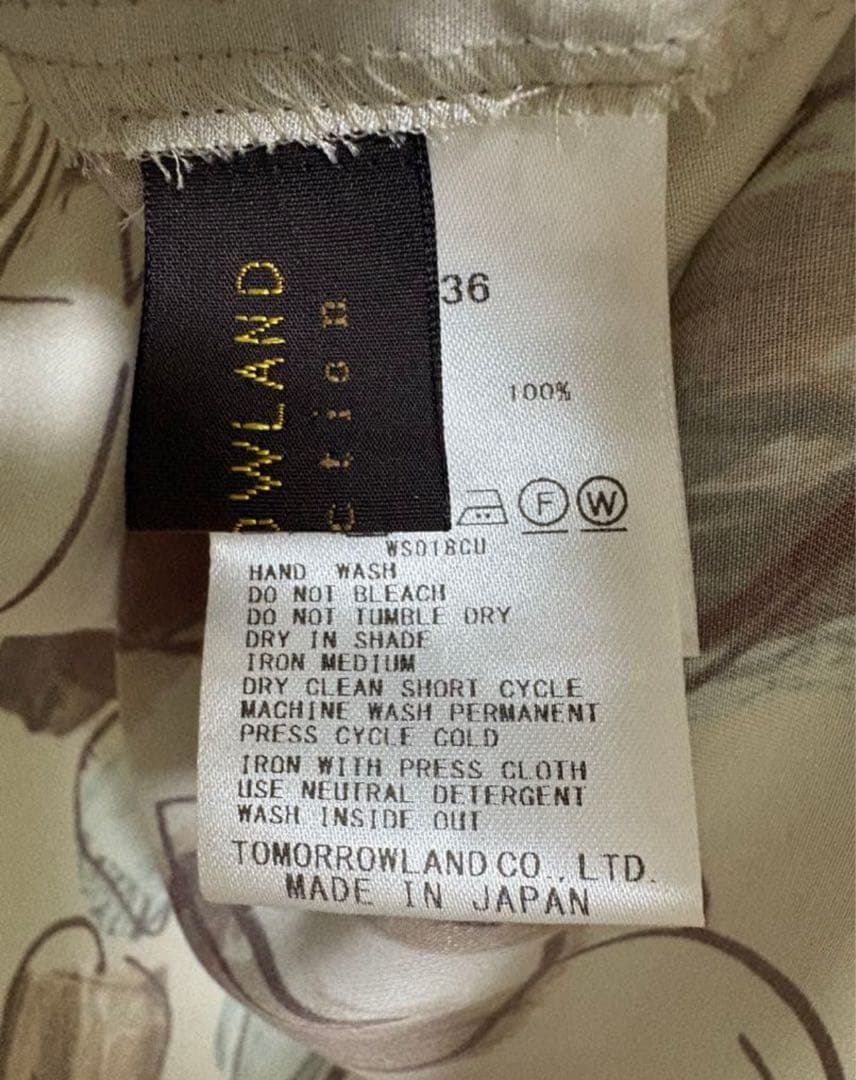 36
100%
F W
WS018CU
HAND WASH
DO NOT BLEACH
DO NOT TUMBLE DRY
DRY IN SHADE
IRON MEDIUM
DRY CLEAN SHORT CYCLE
MACHINE WASH PERMANENT
PRESS CYCLE COLD
IRON WITH PRESS CLOTH
USE NEUTRAL DETERGENT
WASH INSIDE OUT
TOMORROWLAND CO., LTD.
MADE IN JAPAN
OWLAND
ction